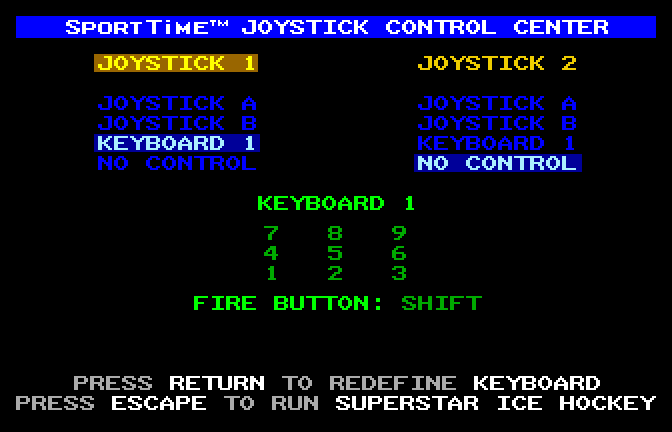 SPORTTiME™ JOYSTICK CONTROL CENTER
JOYSTICK 1 JOYSTICK 2
JOYSTICK A JOYSTICK A
JOYSTICK B JOYSTICK B
KEYBOARD 1 KEYBOARD 1
NO CONTROL NO CONTROL
KEYBOARD 1
7 8 9
4 5 6
1 2 3
FIRE BUTTON: SHIFT
PRESS RETURN TO REDEFINE KEYBOARD
PRESS ESCAPE TO RUN SUPERSTAR ICE HOCKEY